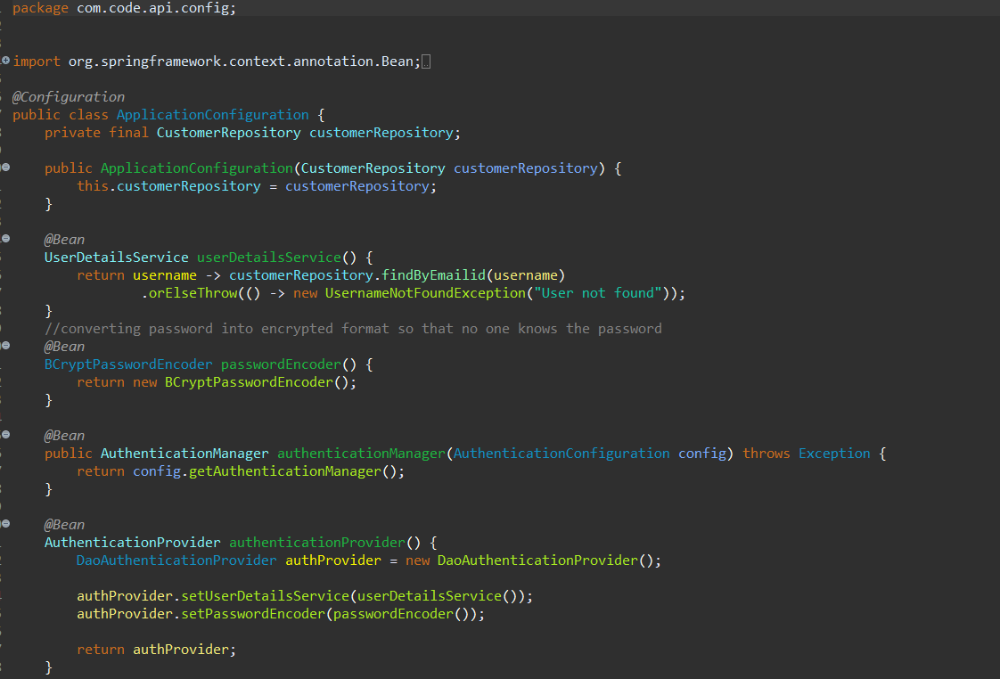 package com.code.api.config;
import org.springframework.context.annotation.Bean;
@Configuration
public class ApplicationConfiguration {
    private final CustomerRepository customerRepository;
    public ApplicationConfiguration(CustomerRepository customerRepository) {
        this.customerRepository = customerRepository;
    }
    @Bean
    UserDetailsService userDetailsService() {
        return username -> customerRepository.findByEmailid(username)
                .orElseThrow(() -> new UsernameNotFoundException("User not found"));
    }
    //converting password into encrypted format so that no one knows the password
    @Bean
    BCryptPasswordEncoder passwordEncoder() {
        return new BCryptPasswordEncoder();
    }
    @Bean
    public AuthenticationManager authenticationManager(AuthenticationConfiguration config) throws Exception {
        return config.getAuthenticationManager();
    }
    @Bean
    AuthenticationProvider authenticationProvider() {
        DaoAuthenticationProvider authProvider = new DaoAuthenticationProvider();
        authProvider.setUserDetailsService(userDetailsService());
        authProvider.setPasswordEncoder(passwordEncoder());
        return authProvider;
    }